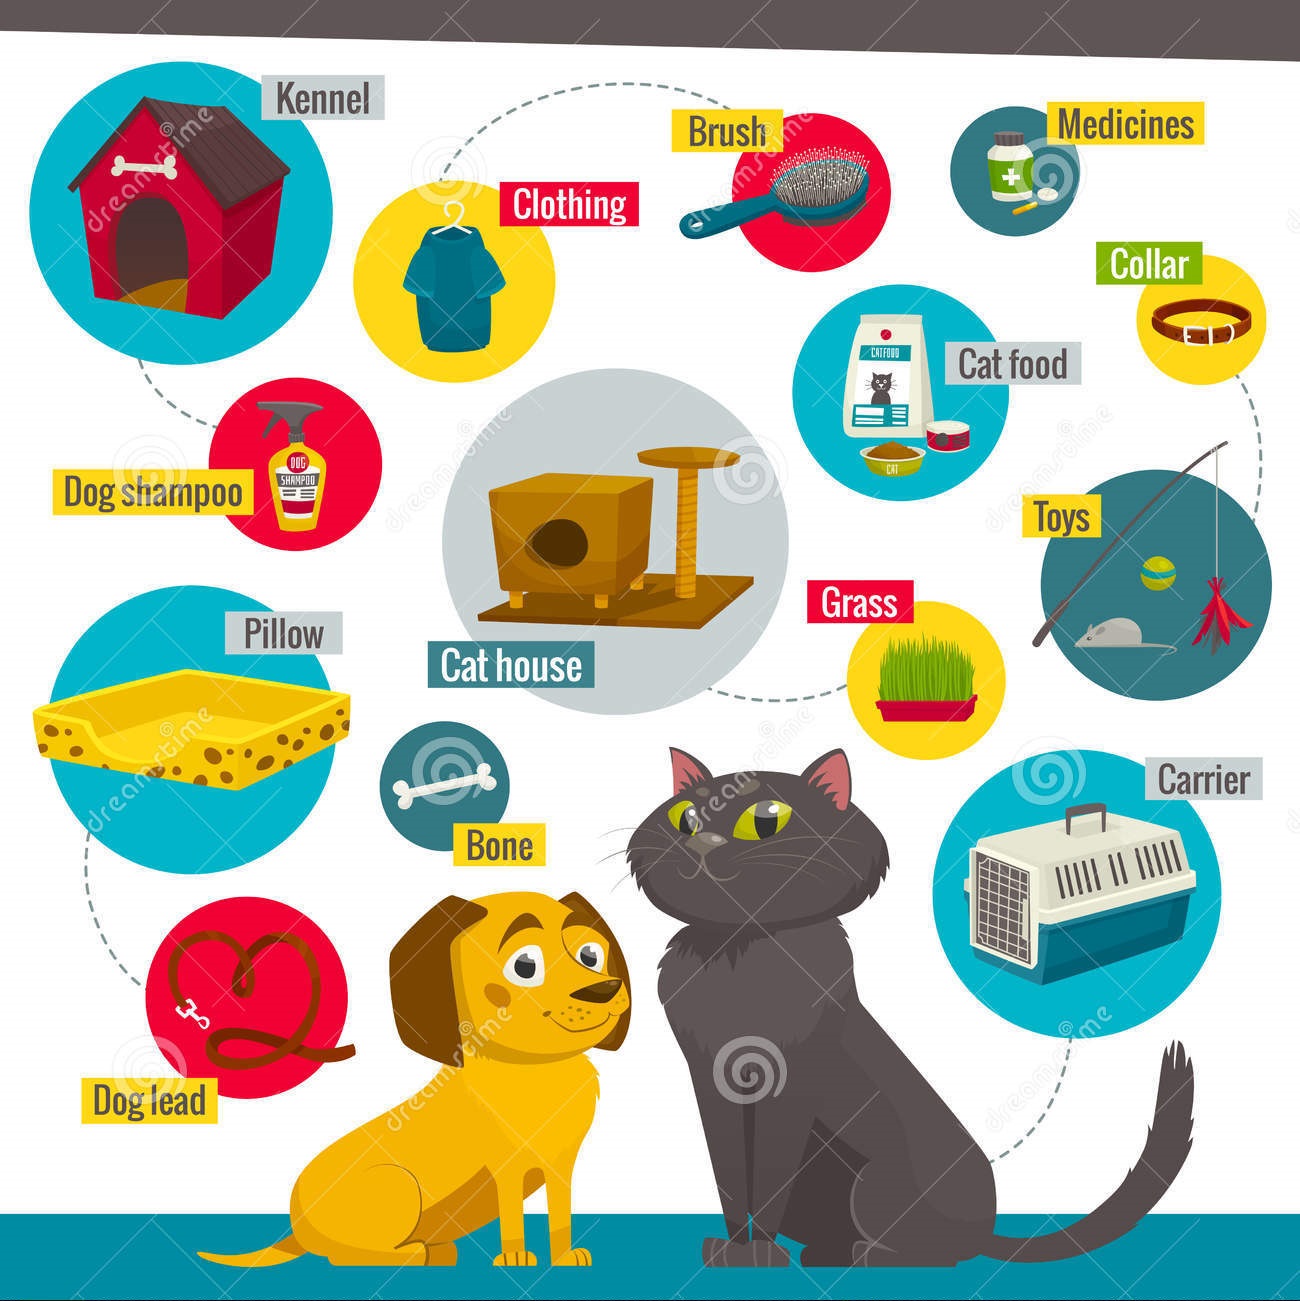 Kennel
Clothing
Brush
Medicines
Collar
CATFOOD
Cat food
CAT
DOG
SHAMPOO
Dog shampoo
Toys
Grass
Pillow
Cat house
Bone
Carrier
Dog lead
dreamstime